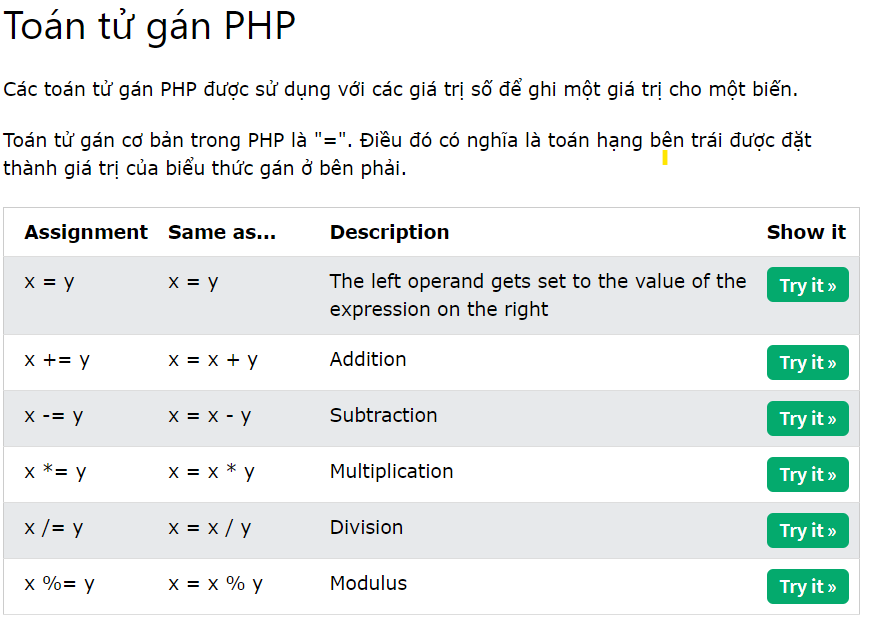 Toán tử gán PHP
Các toán tử gán PHP được sử dụng với các giá trị số để ghi một giá trị cho một biến.
Toán tử gán cơ bản trong PHP là "=". Điều đó có nghĩa là toán hạng bên trái được đặt
thành giá trị của biểu thức gán ở bên phải.
Assignment Same as... Description Show it
x = y x = y The left operand gets set to the value of the Try it »
expression on the right
x += y x = x + y Addition Try it »
x -= y x = x - y Subtraction Try it »
x *= y x = x * y Multiplication Try it »
x /= y x = x / y Division Try it »
x %= y x = x % y Modulus Try it »